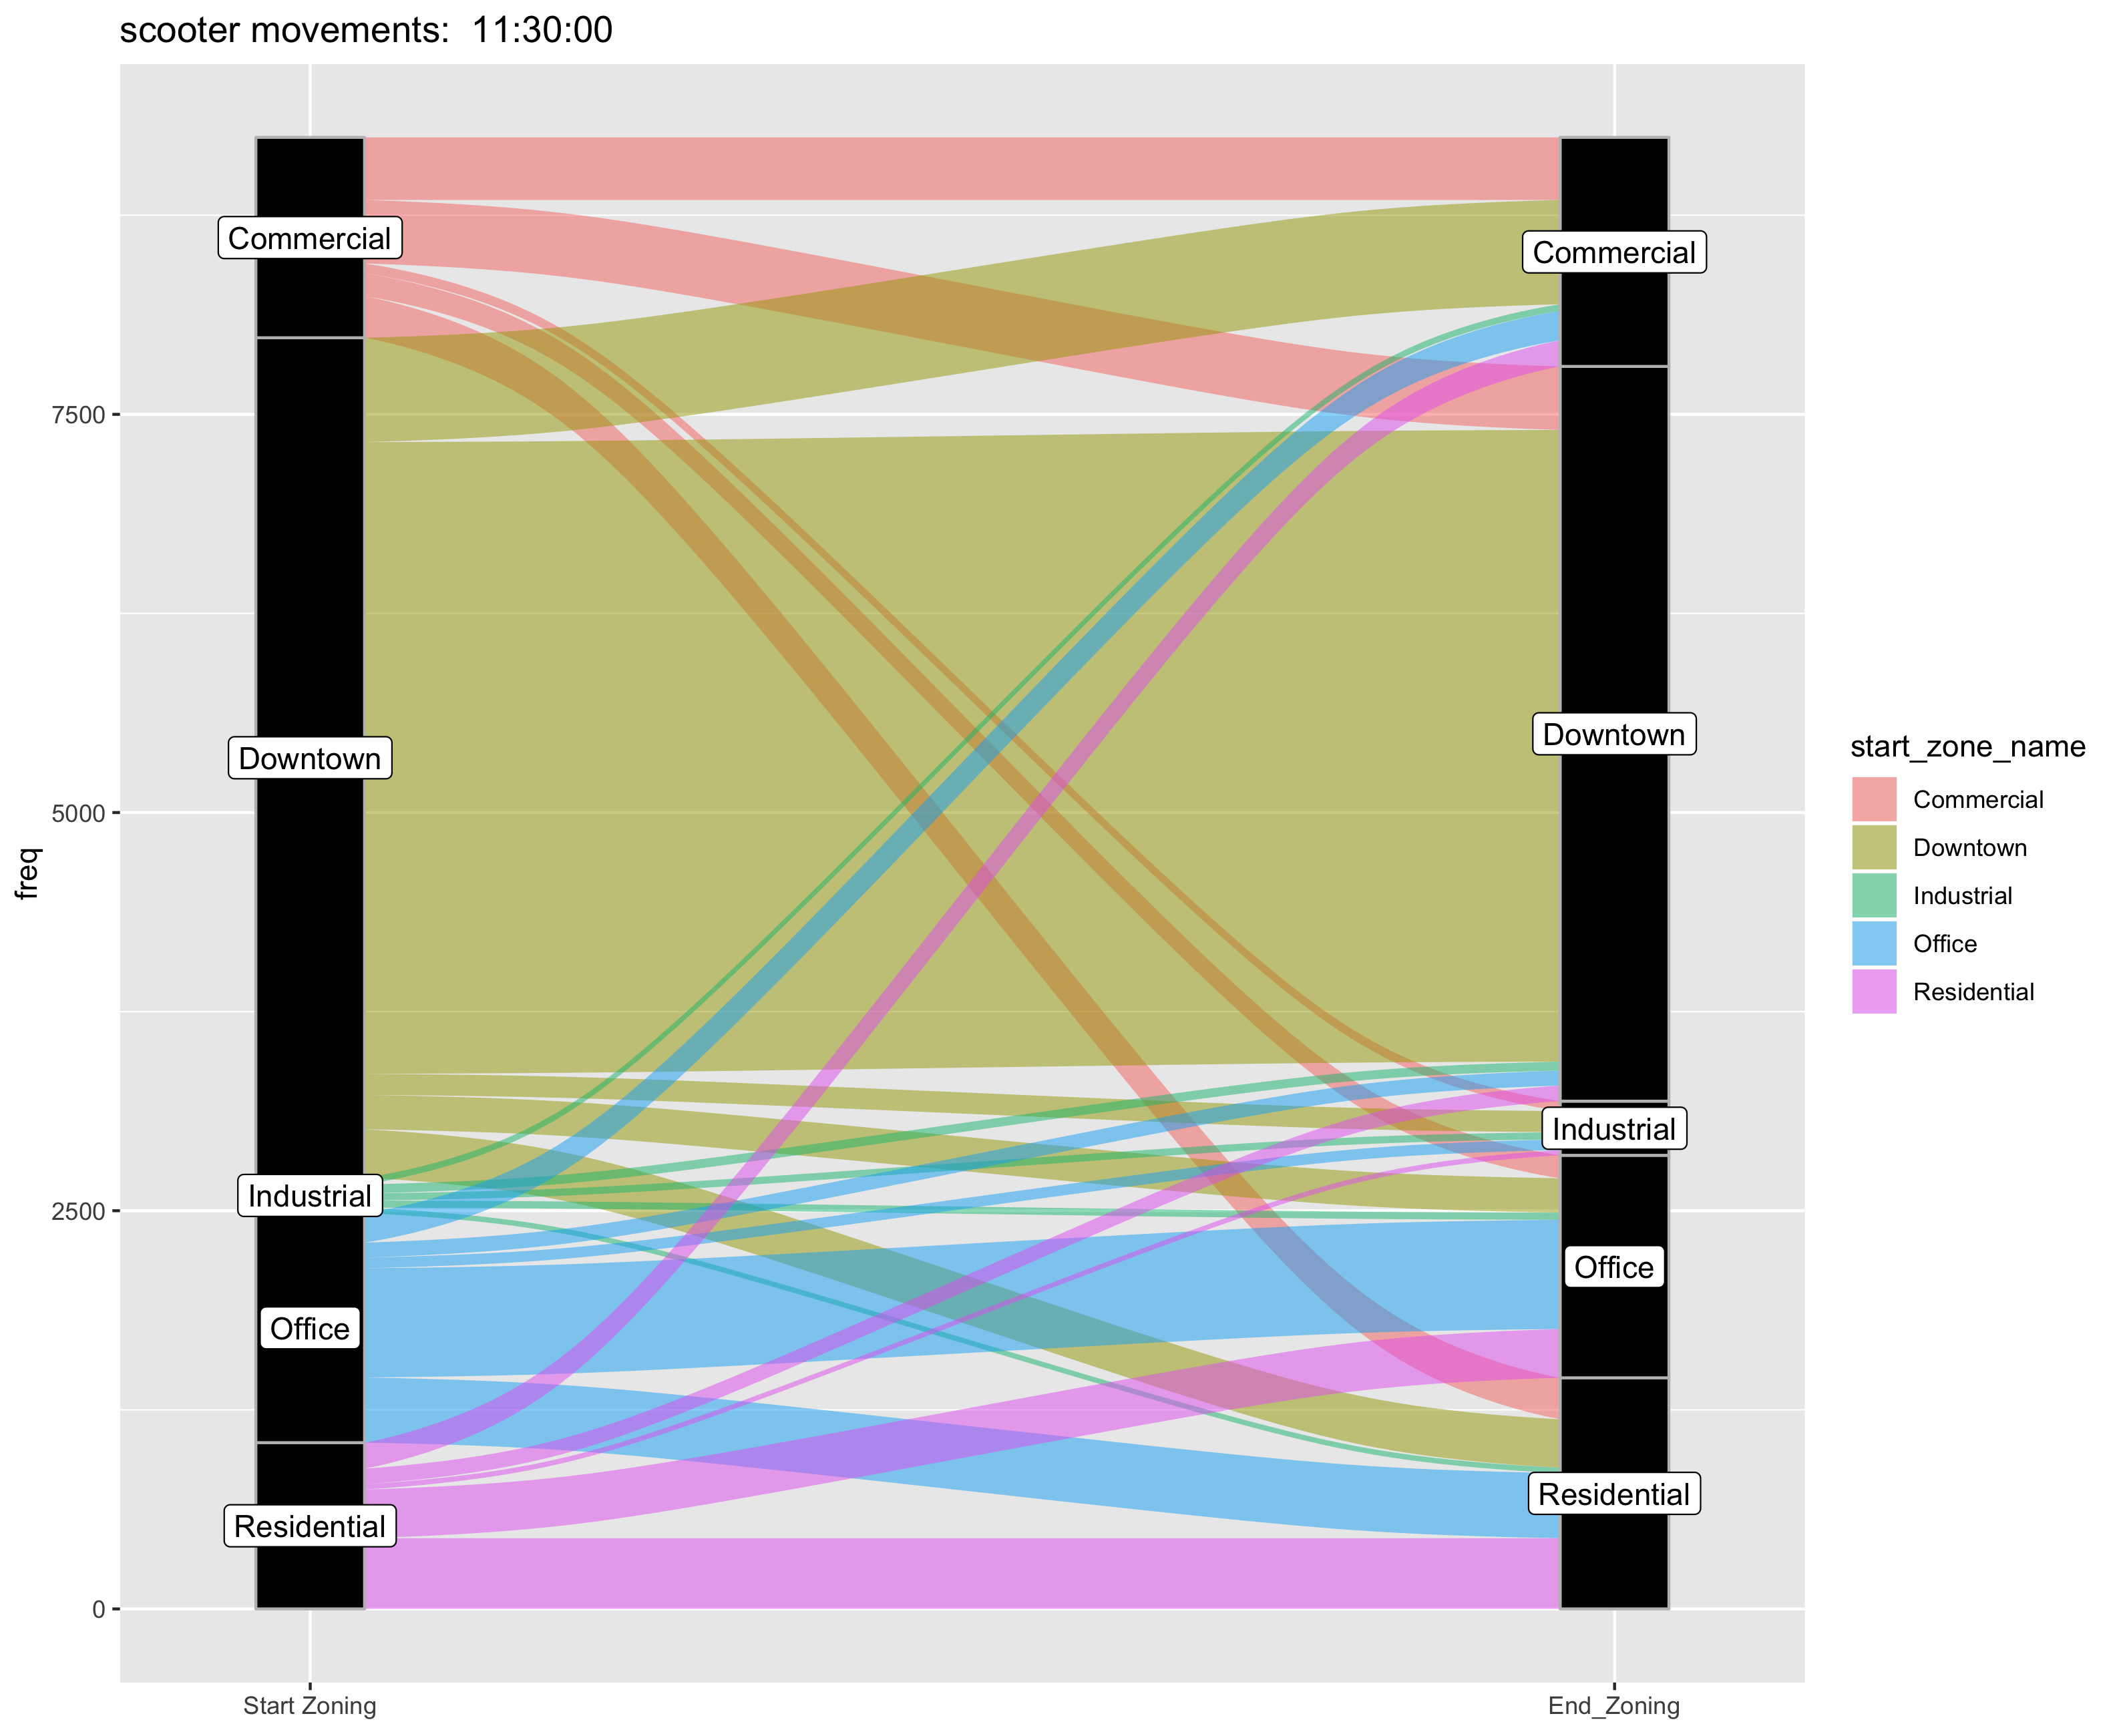 scooter movements:  11:30:00
freq
7500
5000
2500
0
Commercial
Downtown
Industrial
Office
Residential
Commercial
Downtown
Industrial
Office
Residential
Start Zoning
End_Zoning
start_zone_name
Commercial
Downtown
Industrial
Office
Residential